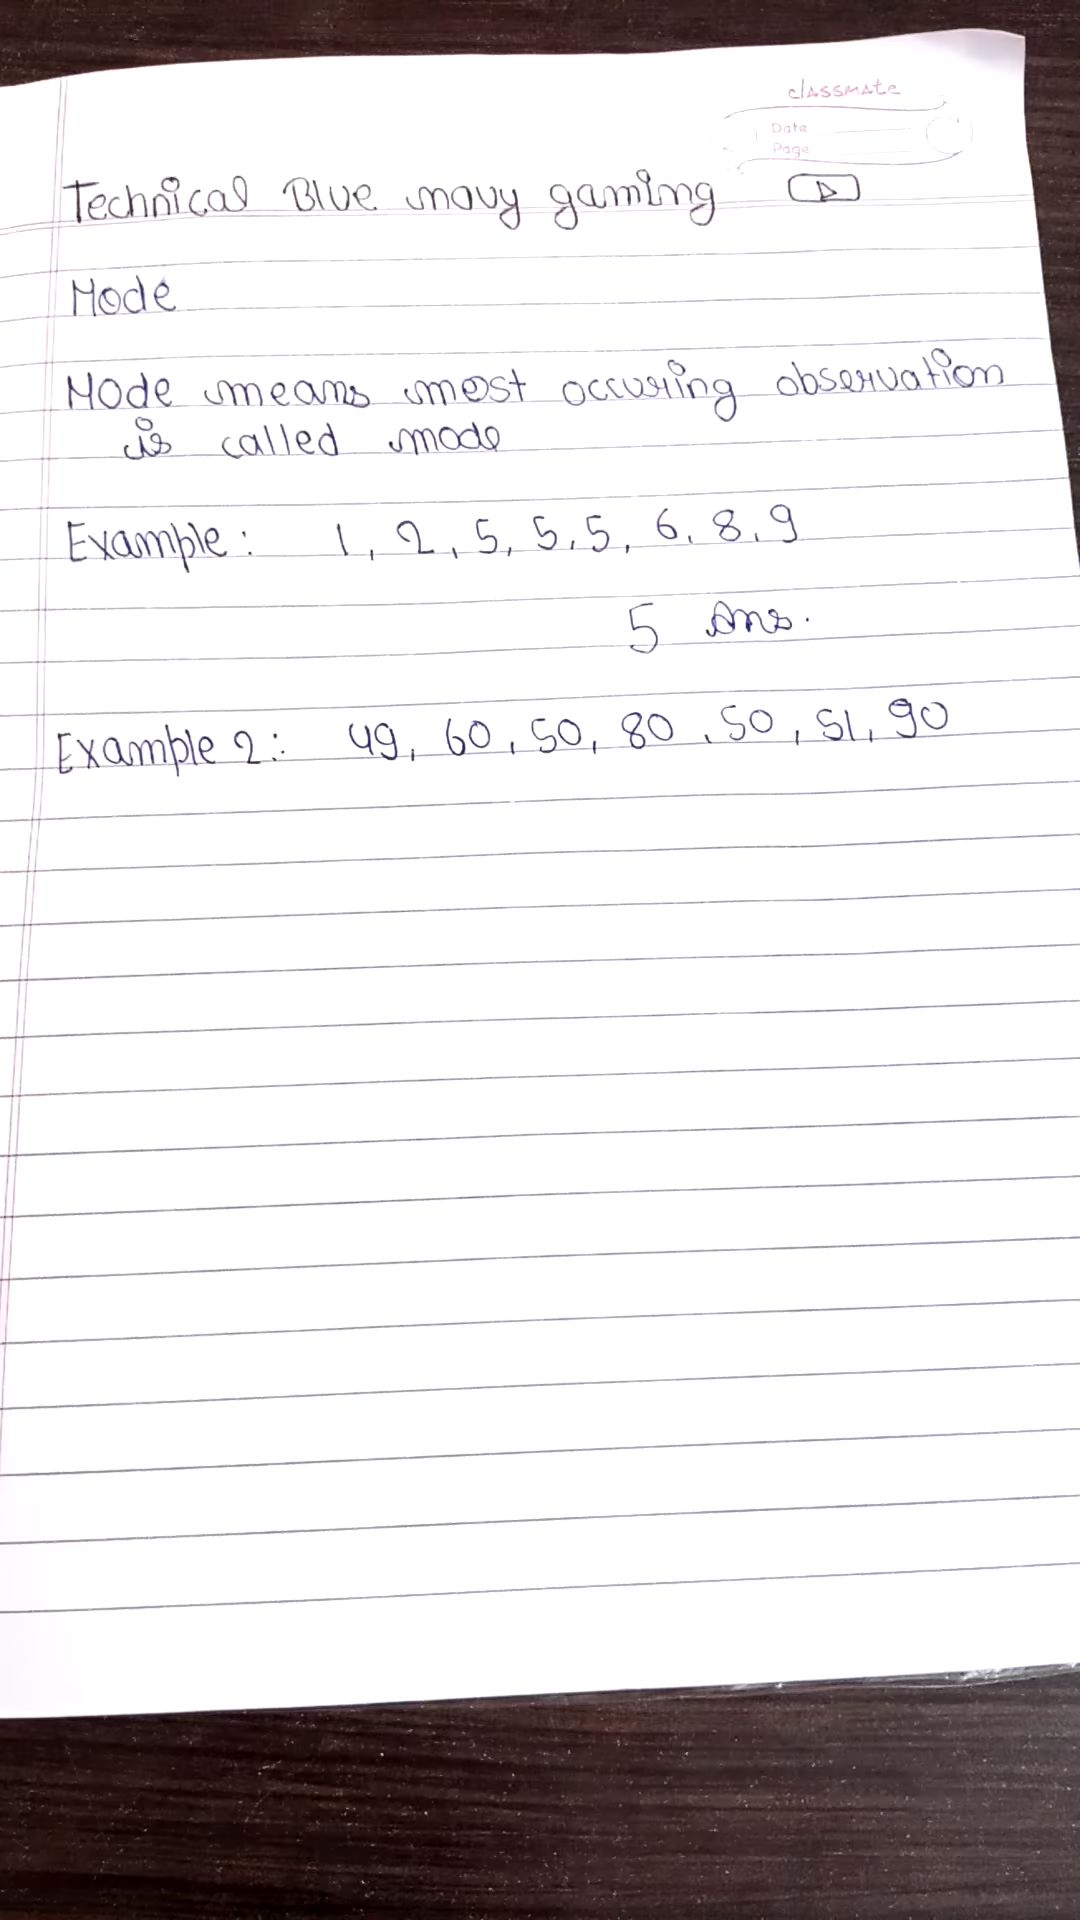 classmate
Date
Page
Technical Blue navy gaming
Mode
Mode means most occuring observation
is called mode
Example: 1, 2, 5, 5, 5, 6, 8, 9
5 Ans.
Example 2: 49, 60, 50, 80, 50, 51, 90